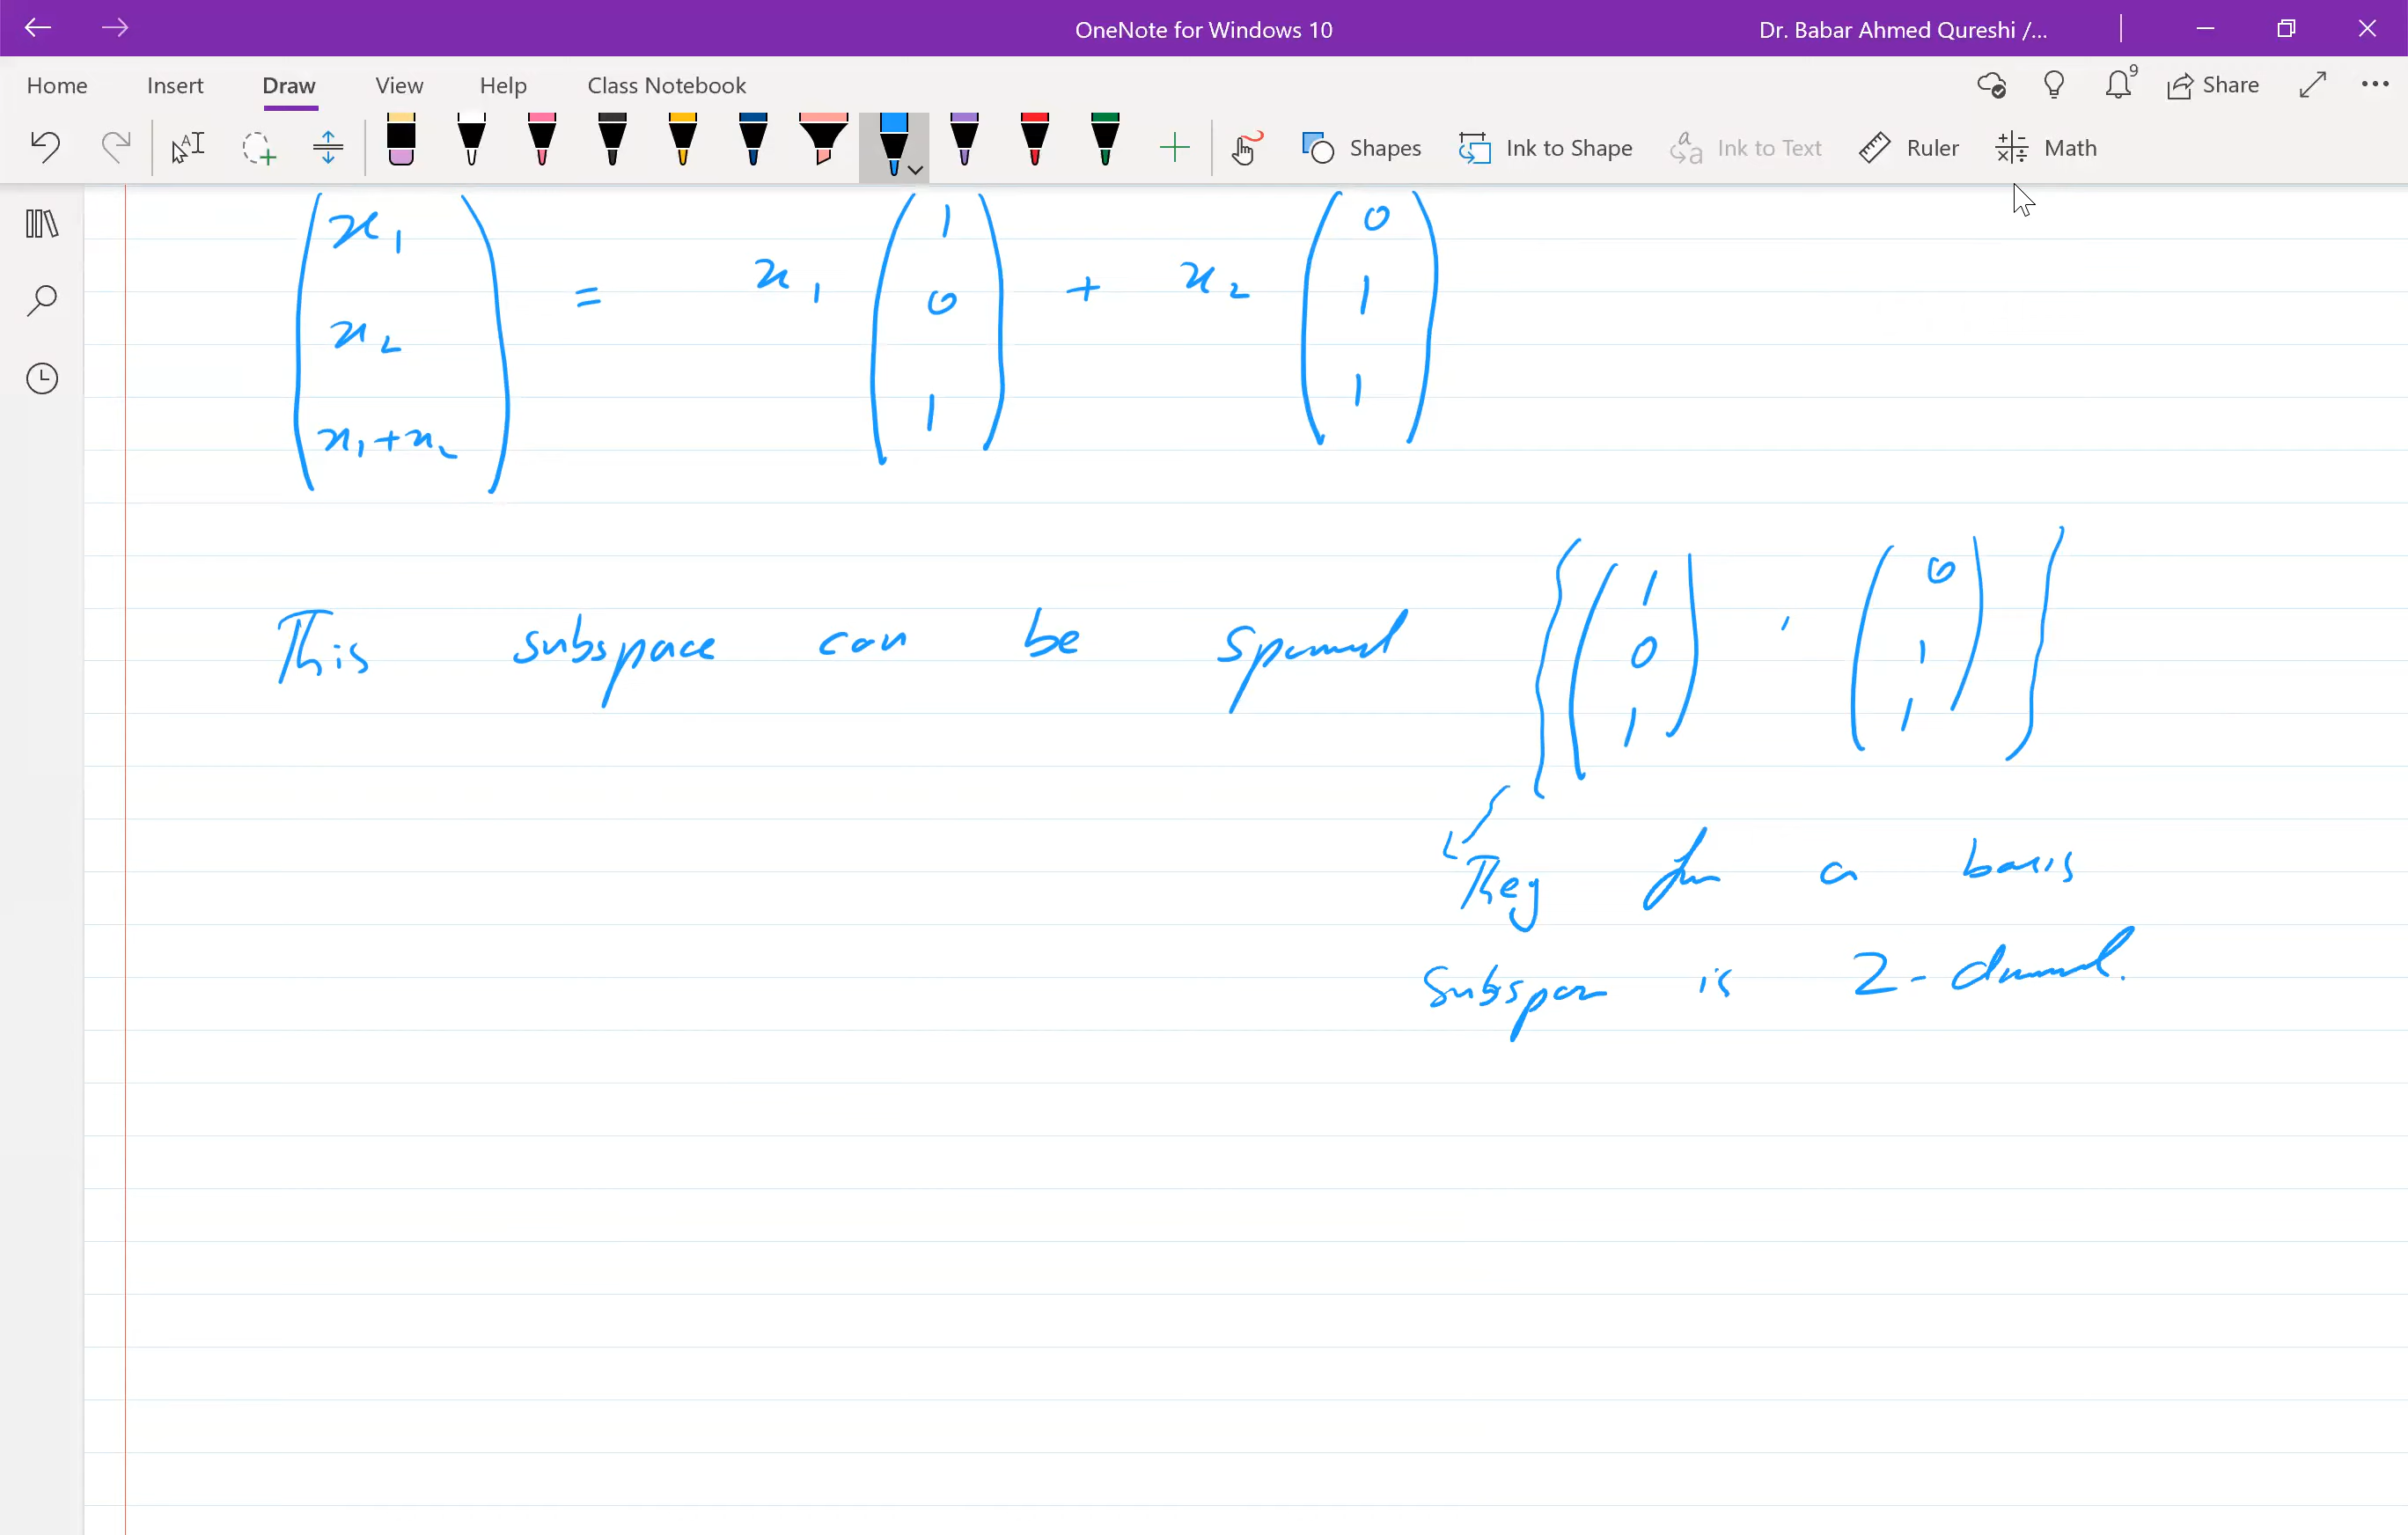 OneNote for Windows 10
Dr. Babar Ahmed Qureshi /...
Home Insert Draw View Help Class Notebook
9
Share
Shapes Ink to Shape Ink to Text Ruler Math
( x₁ ) = x₁ ( 1 ) + x₂ ( 0 )
( x₂ ) ( 0 ) ( 1 )
( x₁+x₂ ) ( 1 ) ( 1 )
This subspace can be spanned { ( 1 0 1 ) , ( 0 1 1 ) }
They form a basis
Subspace is 2-dimensional.